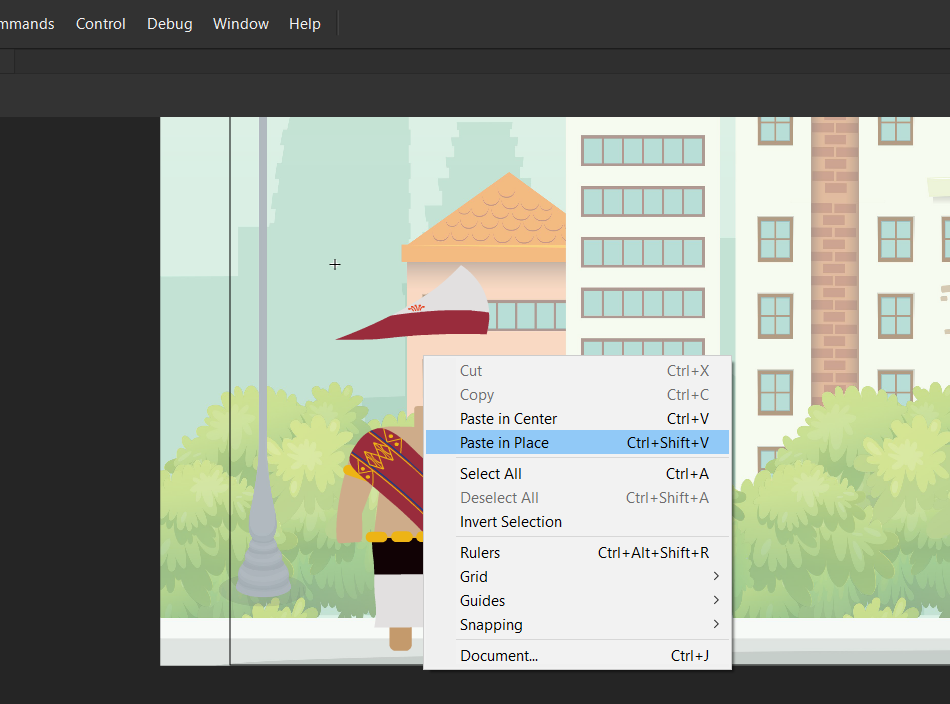 mmands Control Debug Window Help
Cut Ctrl+X
Copy Ctrl+C
Paste in Center Ctrl+V
Paste in Place Ctrl+Shift+V
Select All Ctrl+A
Deselect All Ctrl+Shift+A
Invert Selection
Rulers Ctrl+Alt+Shift+R
Grid
Guides
Snapping
Document... Ctrl+J